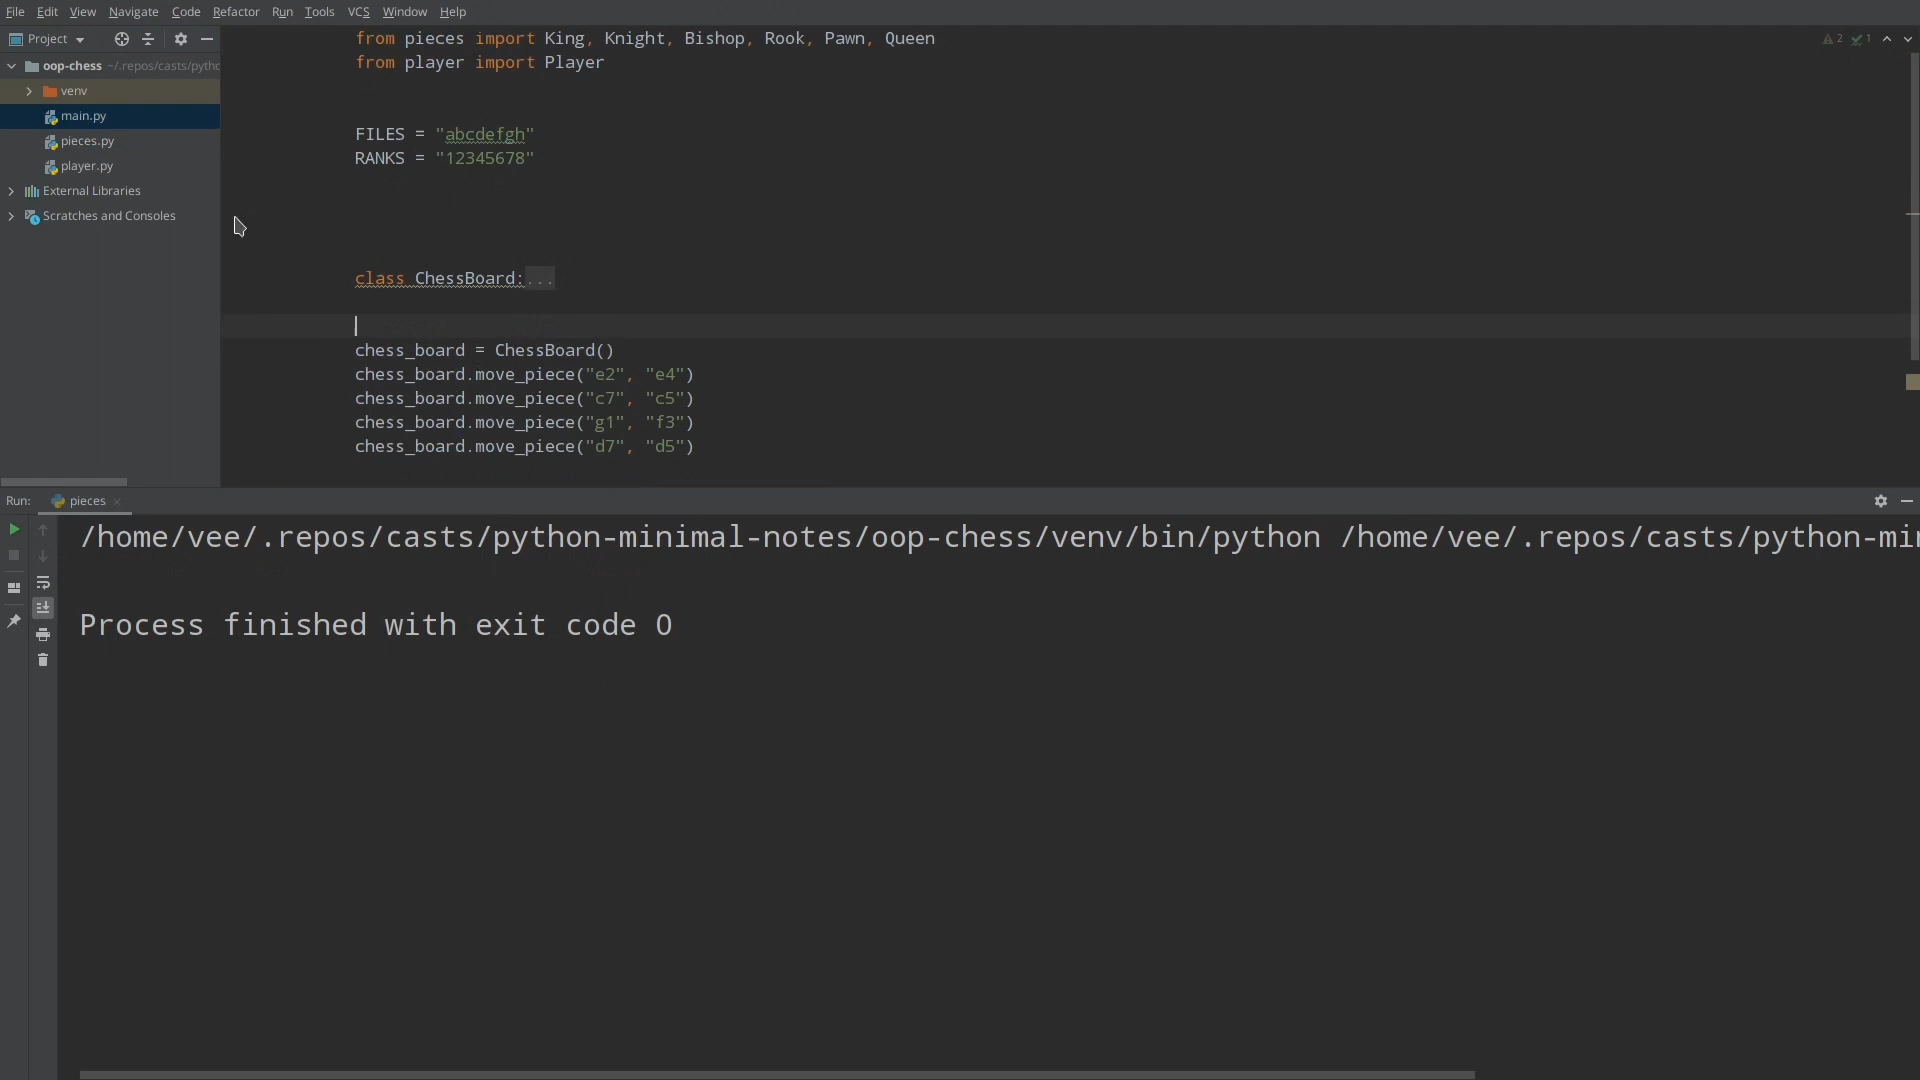 File Edit View Navigate Code Refactor Run Tools VCS Window Help
Project
oop-chess ~/.repos/casts/pytho
venv
main.py
pieces.py
player.py
External Libraries
Scratches and Consoles
from pieces import King, Knight, Bishop, Rook, Pawn, Queen
from player import Player
2 1
FILES = "abcdefgh"
RANKS = "12345678"
class ChessBoard:...
chess_board = ChessBoard()
chess_board.move_piece("e2", "e4")
chess_board.move_piece("c7", "c5")
chess_board.move_piece("g1", "f3")
chess_board.move_piece("d7", "d5")
Run: pieces
/home/vee/.repos/casts/python-minimal-notes/oop-chess/venv/bin/python /home/vee/.repos/casts/python-min
Process finished with exit code 0